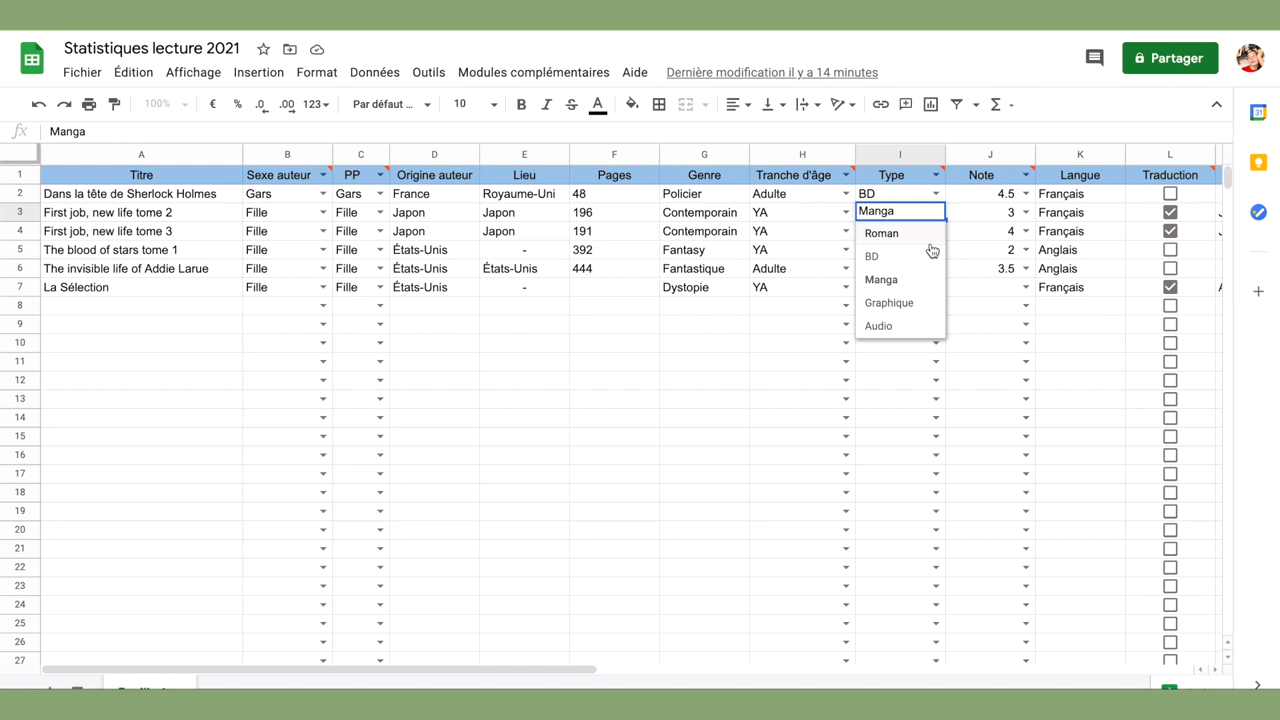 Statistiques lecture 2021
Fichier Édition Affichage Insertion Format Données Outils Modules complémentaires Aide Dernière modification il y a 14 minutes
Partager
100% € % .0 .00 123 Par défaut ... 10 B I S A Σ
fx Manga
A B C D E F G H I J K L
1 Titre Sexe auteur PP Origine auteur Lieu Pages Genre Tranche d'âge Type Note Langue Traduction
2 Dans la tête de Sherlock Holmes Gars Gars France Royaume-Uni 48 Policier Adulte BD 4.5 Français
3 First job, new life tome 2 Fille Fille Japon Japon 196 Contemporain YA Manga 3 Français
4 First job, new life tome 3 Fille Fille Japon Japon 191 Contemporain YA 4 Français
5 The blood of stars tome 1 Fille Fille États-Unis - 392 Fantasy YA 2 Anglais
6 The invisible life of Addie Larue Fille Fille États-Unis États-Unis 444 Fantastique Adulte 3.5 Anglais
7 La Sélection Fille Fille États-Unis - Dystopie YA Français
Roman
BD
Manga
Graphique
Audio
8
9
10
11
12
13
14
15
16
17
18
19
20
21
22
23
24
25
26
27
31